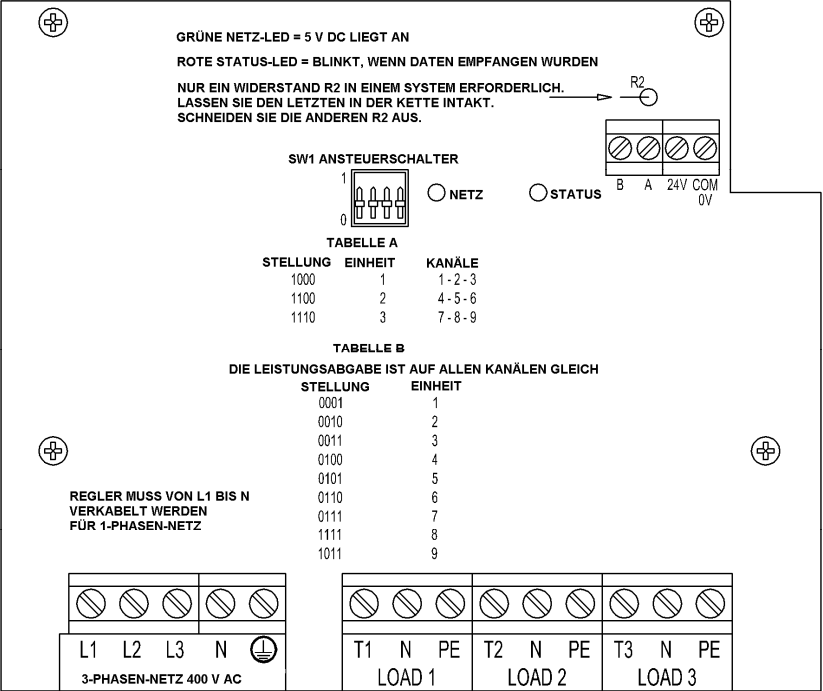 GRÜNE NETZ-LED = 5 V DC LIEGT AN
ROTE STATUS-LED = BLINKT, WENN DATEN EMPFANGEN WURDEN
NUR EIN WIDERSTAND R2 IN EINEM SYSTEM ERFORDERLICH.
LASSEN SIE DEN LETZTEN IN DER KETTE INTAKT.
SCHNEIDEN SIE DIE ANDEREN R2 AUS.
R2
B A 24V COM
0V
SW1 ANSTEUERSCHALTER
1
0
NETZ STATUS
TABELLE A
STELLUNG EINHEIT KANÄLE
1000 1 1 - 2 - 3
1100 2 4 - 5 - 6
1110 3 7 - 8 - 9
TABELLE B
DIE LEISTUNGSABGABE IST AUF ALLEN KANÄLEN GLEICH
STELLUNG EINHEIT
0001 1
0010 2
0011 3
0100 4
0101 5
0110 6
0111 7
1111 8
1011 9
REGLER MUSS VON L1 BIS N
VERKABELT WERDEN
FÜR 1-PHASEN-NETZ
L1 L2 L3 N
3-PHASEN-NETZ 400 V AC
T1 N PE T2 N PE T3 N PE
LOAD 1 LOAD 2 LOAD 3